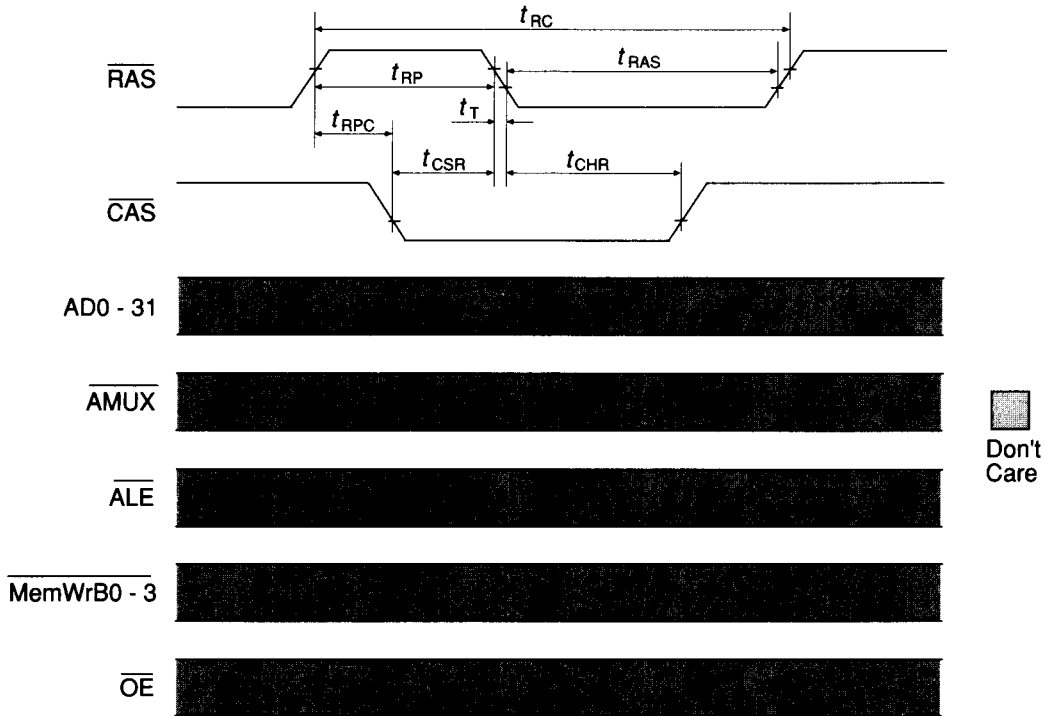 tRC
RAS
tRAS
tRP
tT
tRPC
tCSR
tCHR
CAS
AD0 - 31
AMUX
Don't
Care
ALE
MemWrB0 - 3
OE